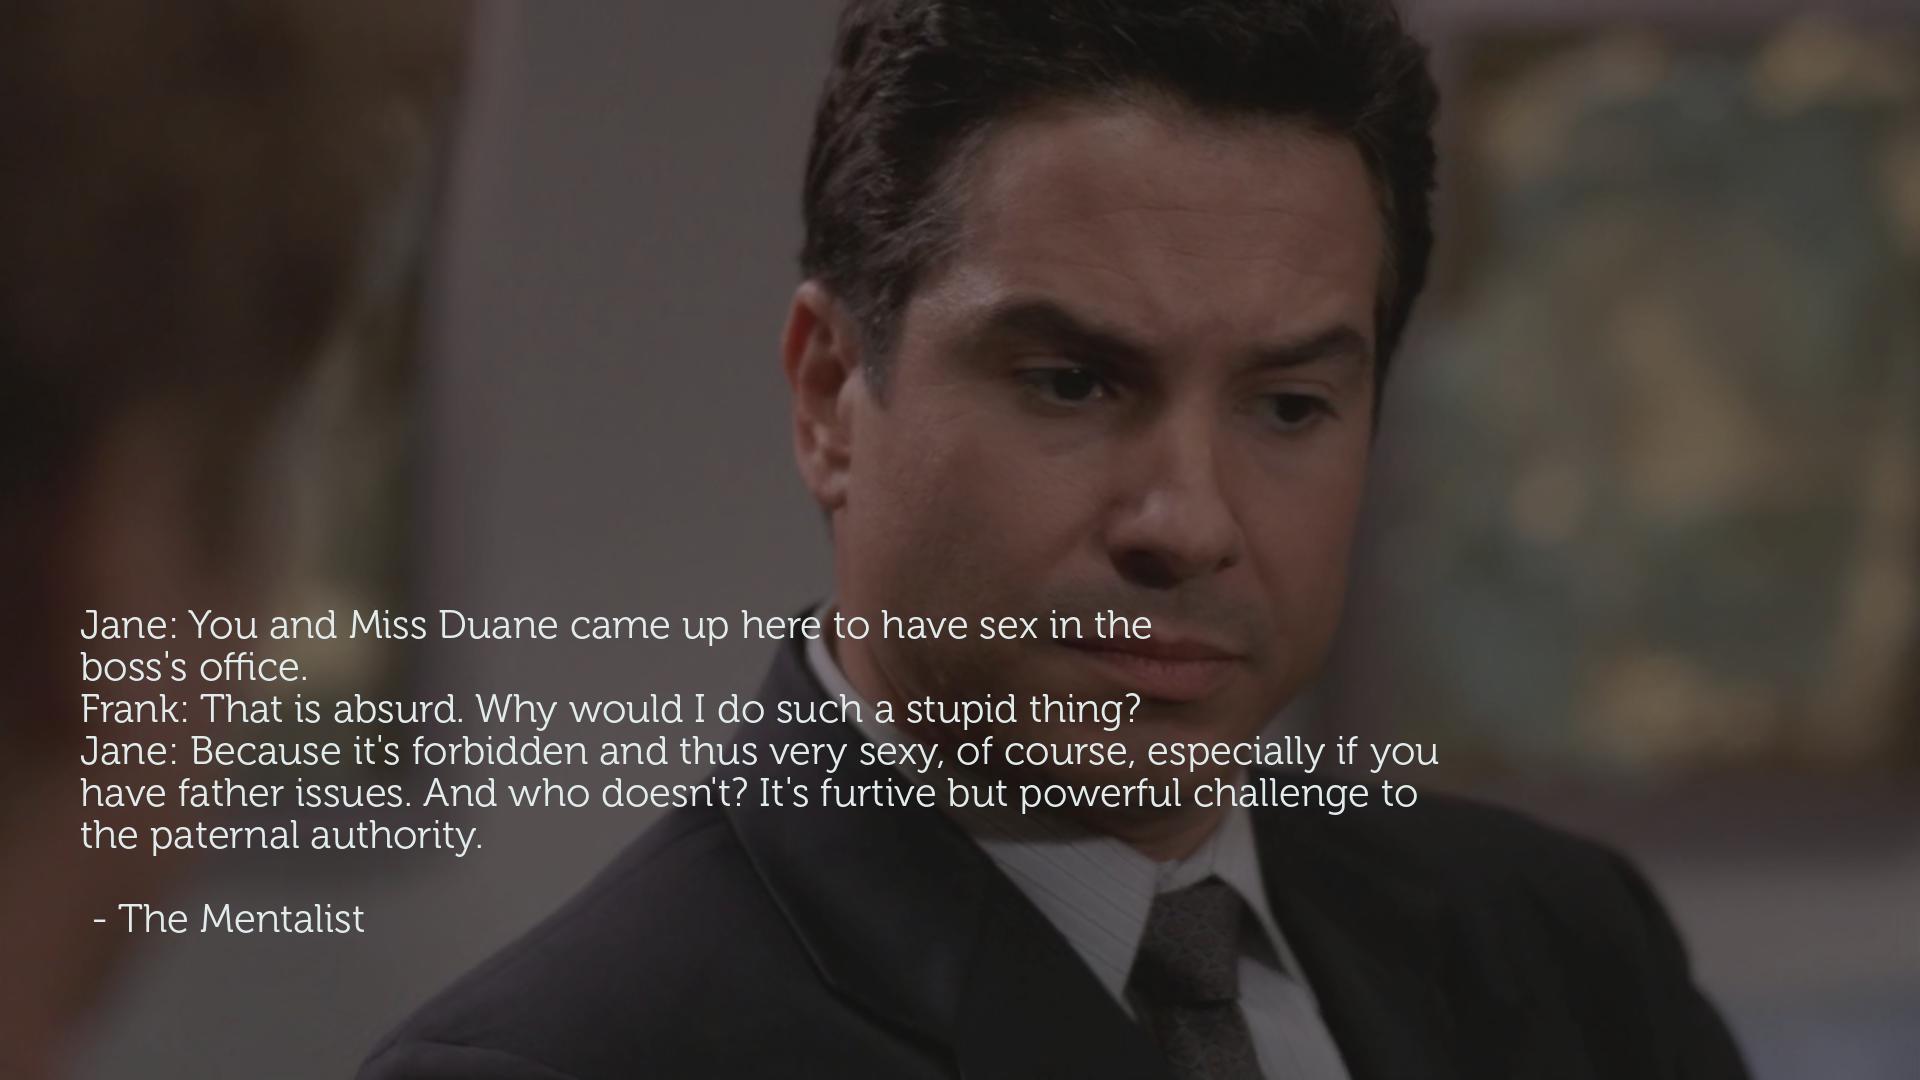 Jane: You and Miss Duane came up here to have sex in the
boss's office.
Frank: That is absurd. Why would I do such a stupid thing?
Jane: Because it's forbidden and thus very sexy, of course, especially if you
have father issues. And who doesn't? It's furtive but powerful challenge to
the paternal authority.
- The Mentalist